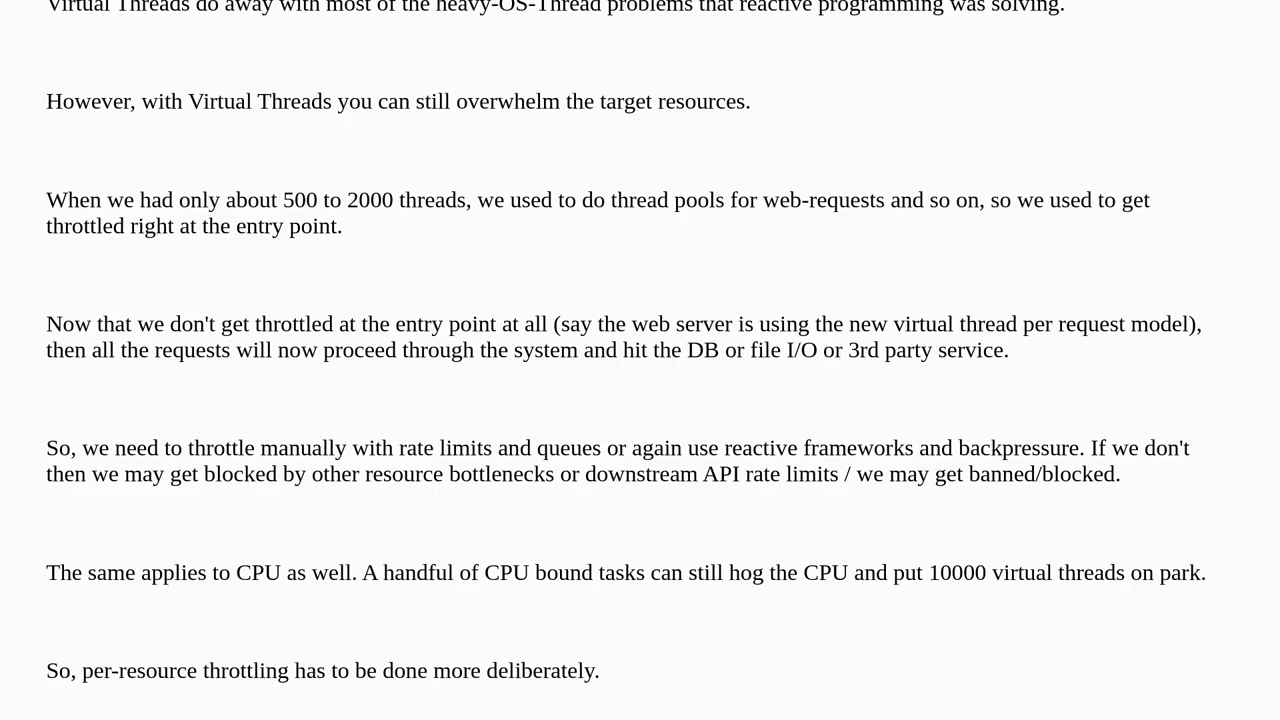 Virtual Threads do away with most of the heavy-OS-Thread problems that reactive programming was solving.
However, with Virtual Threads you can still overwhelm the target resources.
When we had only about 500 to 2000 threads, we used to do thread pools for web-requests and so on, so we used to get
throttled right at the entry point.
Now that we don't get throttled at the entry point at all (say the web server is using the new virtual thread per request model),
then all the requests will now proceed through the system and hit the DB or file I/O or 3rd party service.
So, we need to throttle manually with rate limits and queues or again use reactive frameworks and backpressure. If we don't
then we may get blocked by other resource bottlenecks or downstream API rate limits / we may get banned/blocked.
The same applies to CPU as well. A handful of CPU bound tasks can still hog the CPU and put 10000 virtual threads on park.
So, per-resource throttling has to be done more deliberately.